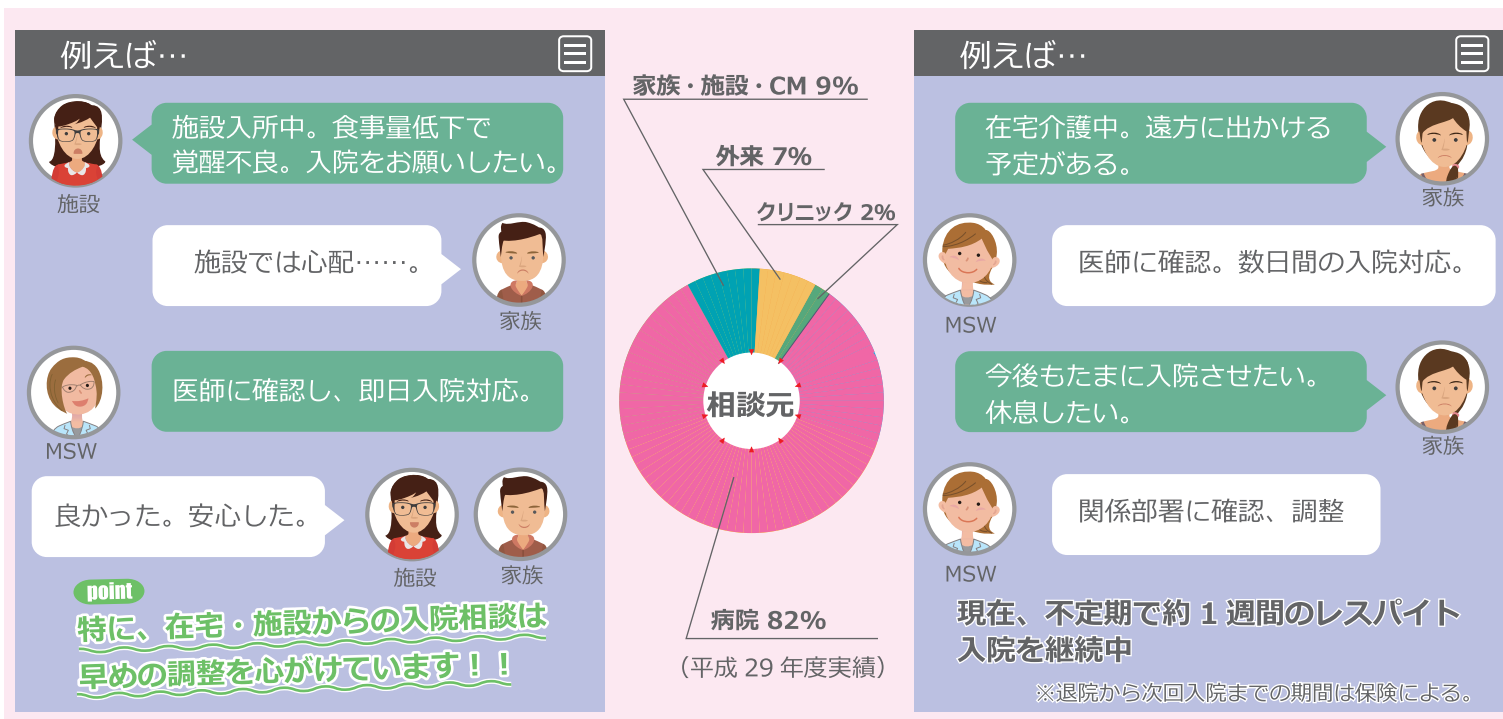 例えば…
施設入所中。食事量低下で
覚醒不良。入院をお願いしたい。
施設
施設では心配……。
家族
医師に確認し、即日入院対応。
MSW
良かった。安心した。
施設
家族
point
特に、在宅・施設からの入院相談は
早めの調整を心がけています！！
家族・施設・CM 9%
外来 7%
クリニック 2%
相談元
病院 82%
（平成 29 年度実績）
例えば…
在宅介護中。遠方に出かける
予定がある。
家族
医師に確認。数日間の入院対応。
MSW
今後もたまに入院させたい。
休息したい。
家族
関係部署に確認、調整
MSW
現在、不定期で約 1 週間のレスパイト
入院を継続中
※退院から次回入院までの期間は保険による。